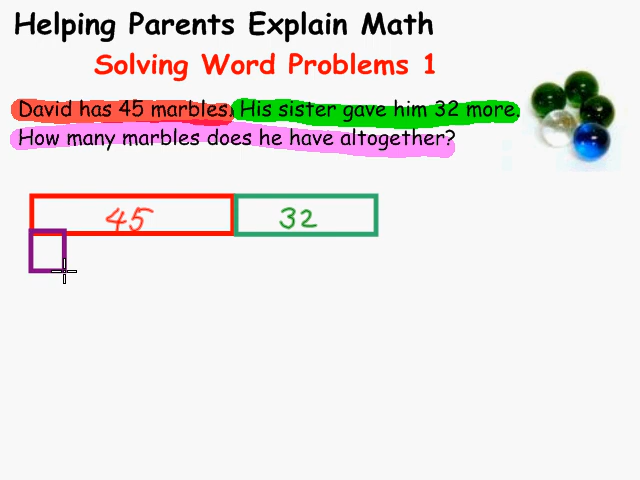 Helping Parents Explain Math
Solving Word Problems 1
David has 45 marbles. His sister gave him 32 more.
How many marbles does he have altogether?
45 32